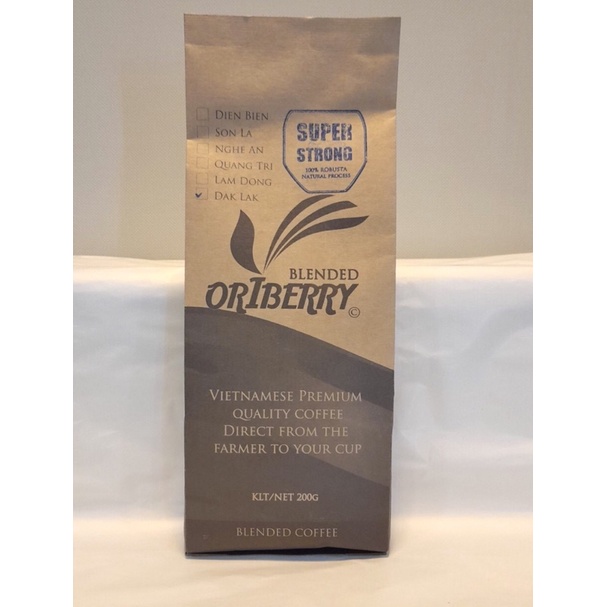 DIEN BIEN
SON LA
NGHE AN
QUANG TRI
LAM DONG
DAK LAK
SUPER
STRONG
100% ROBUSTA
NATURAL PROCESS
BLENDED
ORIBERRY
©
VIETNAMESE PREMIUM
QUALITY COFFEE
DIRECT FROM THE
FARMER TO YOUR CUP
KLT/NET 200G
BLENDED COFFEE